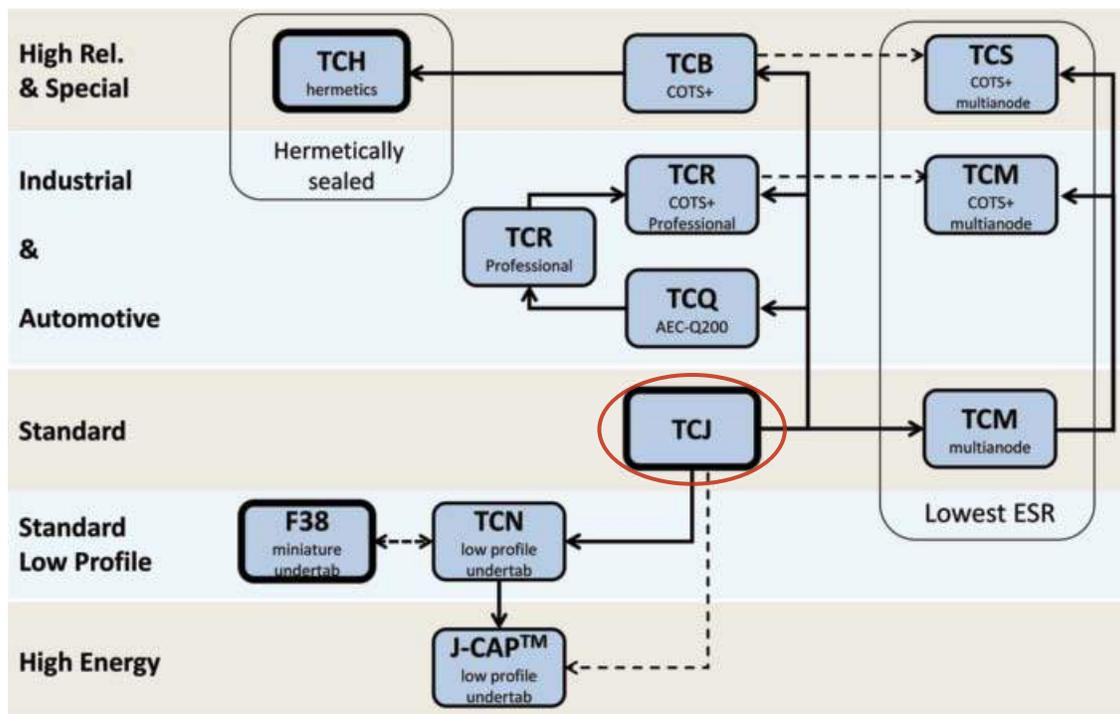 High Rel.
& Special
TCH
hermetics
Hermetically
sealed
TCB
COTS+
TCS
COTS+
multianode
Industrial
&
Automotive
TCR
COTS+
Professional
TCM
COTS+
multianode
TCR
Professional
TCQ
AEC-Q200
Standard
TCJ
TCM
multianode
Lowest ESR
Standard
Low Profile
F38
miniature
undertab
TCN
low profile
undertab
High Energy
J-CAP™
low profile
undertab